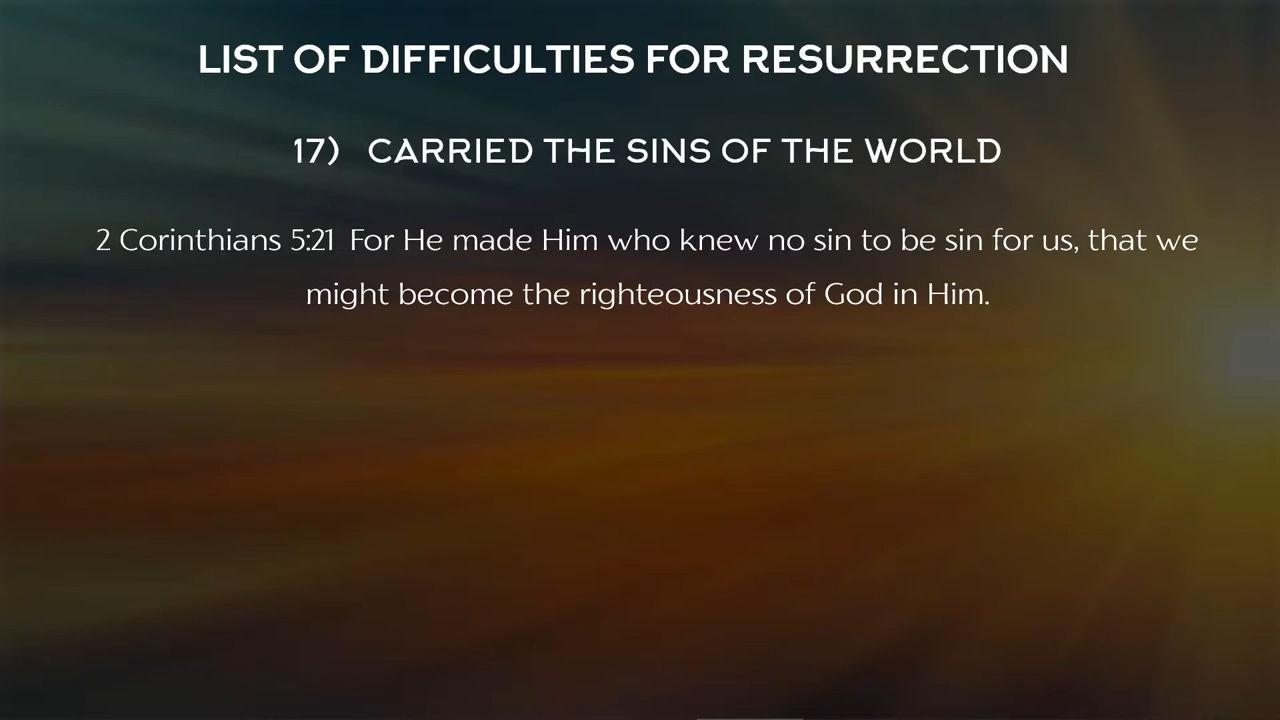 LIST OF DIFFICULTIES FOR RESURRECTION
17) CARRIED THE SINS OF THE WORLD
2 Corinthians 5:21 For He made Him who knew no sin to be sin for us, that we
might become the righteousness of God in Him.